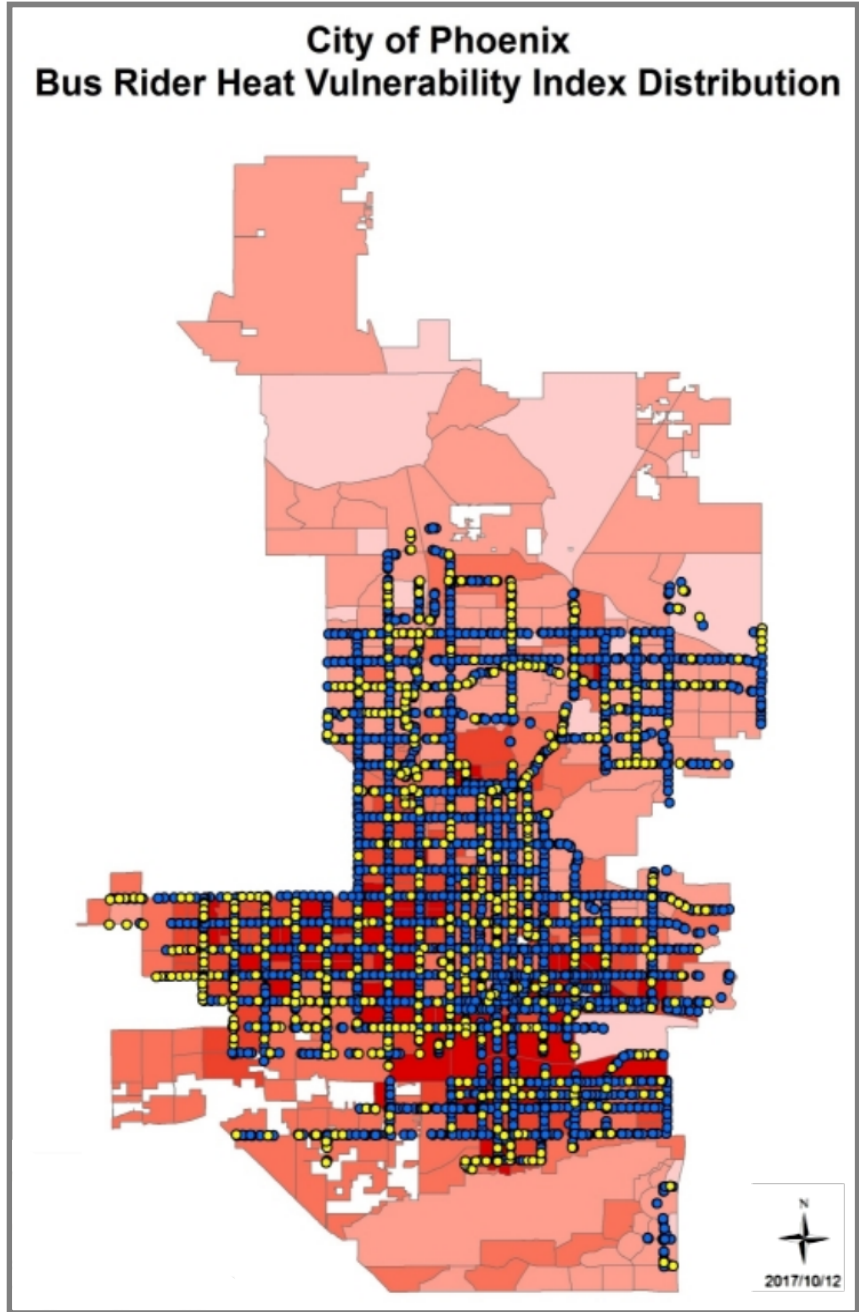 City of Phoenix
Bus Rider Heat Vulnerability Index Distribution
N
2017/10/12